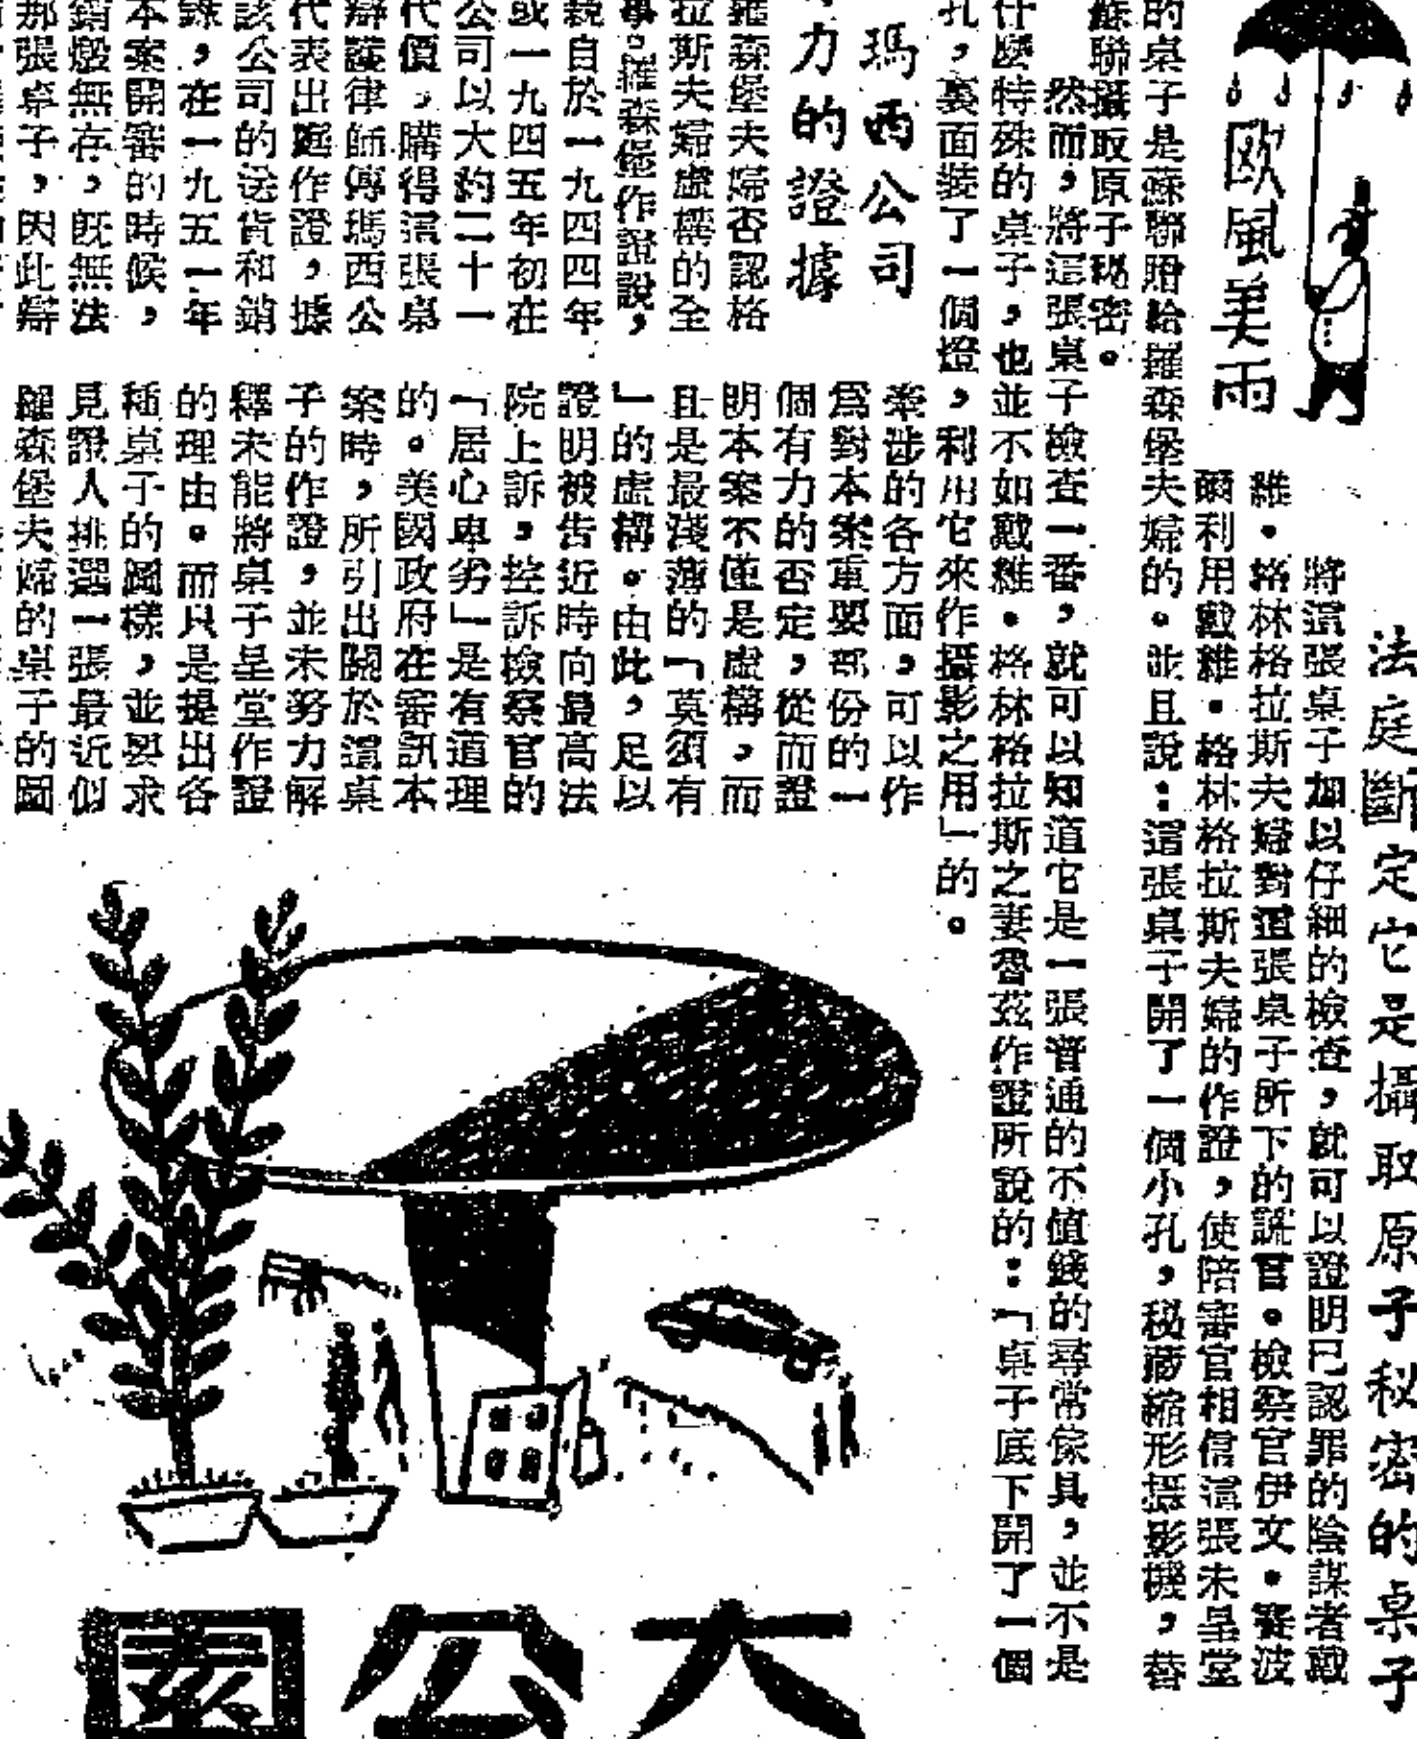 欧風美雨
法庭斷定它是攝取原子秘密的桌子
將這張桌子加以仔細的檢查，就可以證明已認罪的陰謀者戴
維．格林格拉斯夫婦對這張桌子所下的謊言。檢察官伊文．賽波
爾利用戴維．格林格拉斯夫婦的作證，使陪審官相信這張未呈堂
的桌子是蘇聯贈給羅森堡夫婦的。並且說：這張桌子開了一個小孔，秘藏縮形攝影機，替
蘇聯攝取原子秘密。
然而，將這張桌子檢查一番，就可以知道它是一張普通的不值錢的尋常傢具，並不是
什麼特殊的桌子，也並不如戴維．格林格拉斯之妻露茲作證所說的：「桌子底下開了一個
孔，裏面裝了一個燈，利用它來作攝影之用」的。
瑪西公司
力的證據
羅森堡夫婦否認格
拉斯夫婦虛構的全
事。羅森堡作證說，
親自於一九四四年
或一九四五年初在
公司以大約二十一
代價，購得這張桌
辯護律師傳瑪西公
代表出庭作證，據
該公司的送貨和銷
錄，在一九五一年
本案開審的時候，
銷燬無存，既無法
那張桌子，因此辯
牽涉的各方面，可以作
爲對本案重要部份的一
個有力的否定，從而證
明本案不僅是虛構，而
且是最淺薄的「莫須有
」的虛構。由此，足以
證明被告近時向最高法
院上訴，控訴檢察官的
「居心卑劣」是有道理
的。美國政府在審訊本
案時，所引出關於這桌
子的作證，並未努力解
釋未能將桌子呈堂作證
的理由。而只是提出各
種桌子的圖樣，並要求
見證人挑選一張最近似
羅森堡夫婦的桌子的圖
大公園